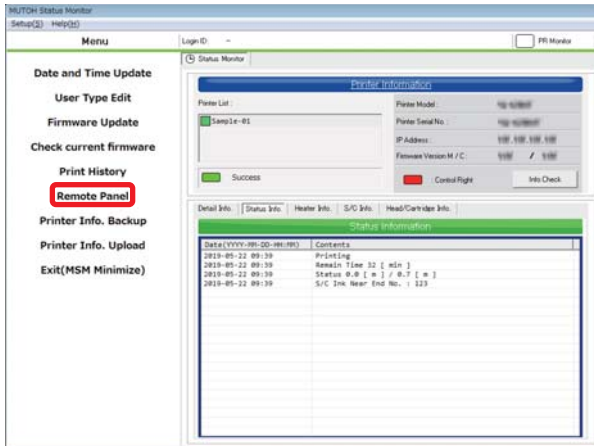 MUTOH Status Monitor
Setup(S) Help(H)
Menu
Login ID: -
PR Monitor
Status Monitor
Date and Time Update
User Type Edit
Firmware Update
Check current firmware
Print History
Remote Panel
Printer Info. Backup
Printer Info. Upload
Exit(MSM Minimize)
Printer Information
Printer List :
Sample-01
Success
Printer Model :
Printer Serial No. :
IP Address :
Firmware Version M / C : /
: Control Right
Info Check
Detail Info. Status Info. Heater Info. S/C Info. Head/Cartridge Info.
Status Information
Date(YYYY-MM-DD-HH:MM) Contents
2019-05-22 09:39 Printing
2019-05-22 09:39 Remain Time 32 [ min ]
2019-05-22 09:39 Status 0.0 [ m ] / 0.7 [ m ]
2019-05-22 09:39 S/C Ink Near End No. : 123